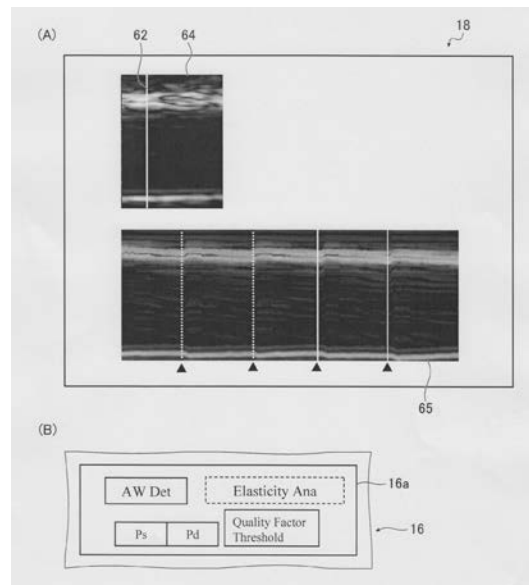 (A)
62
64
18
65
(B)
AW Det
Elasticity Ana
16a
Ps
Pd
Quality Factor
Threshold
16